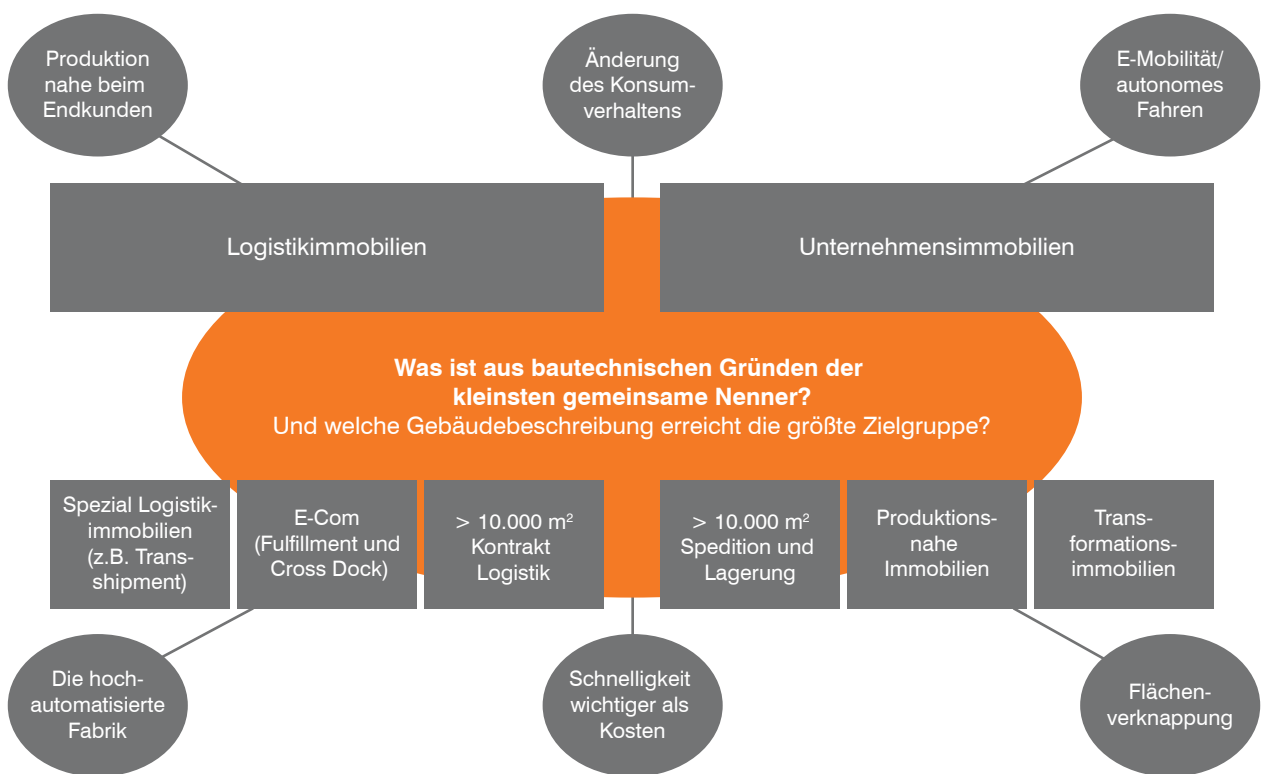 Produktion
nahe beim
Endkunden
Änderung
des Konsum-
verhaltens
E-Mobilität/
autonomes
Fahren
Logistikimmobilien
Unternehmensimmobilien
Was ist aus bautechnischen Gründen der
kleinsten gemeinsame Nenner?
Und welche Gebäudebeschreibung erreicht die größte Zielgruppe?
Spezial Logistik-
immobilien
(z.B. Trans-
shipment)
E-Com
(Fulfillment und
Cross Dock)
> 10.000 m²
Kontrakt
Logistik
> 10.000 m²
Spedition und
Lagerung
Produktions-
nahe
Immobilien
Trans-
formations-
immobilien
Die hoch-
automatisierte
Fabrik
Schnelligkeit
wichtiger als
Kosten
Flächen-
verknappung